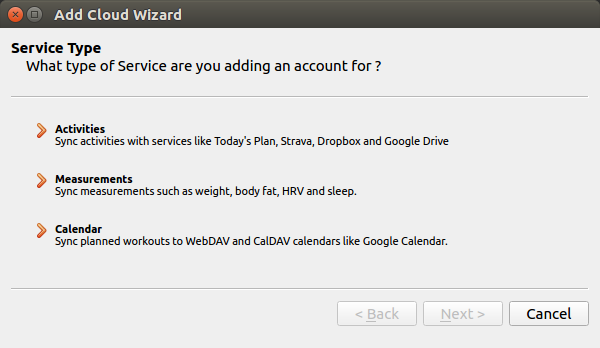 Add Cloud Wizard
Service Type
What type of Service are you adding an account for ?
Activities
Sync activities with services like Today's Plan, Strava, Dropbox and Google Drive
Measurements
Sync measurements such as weight, body fat, HRV and sleep.
Calendar
Sync planned workouts to WebDAV and CalDAV calendars like Google Calendar.
< Back
Next >
Cancel